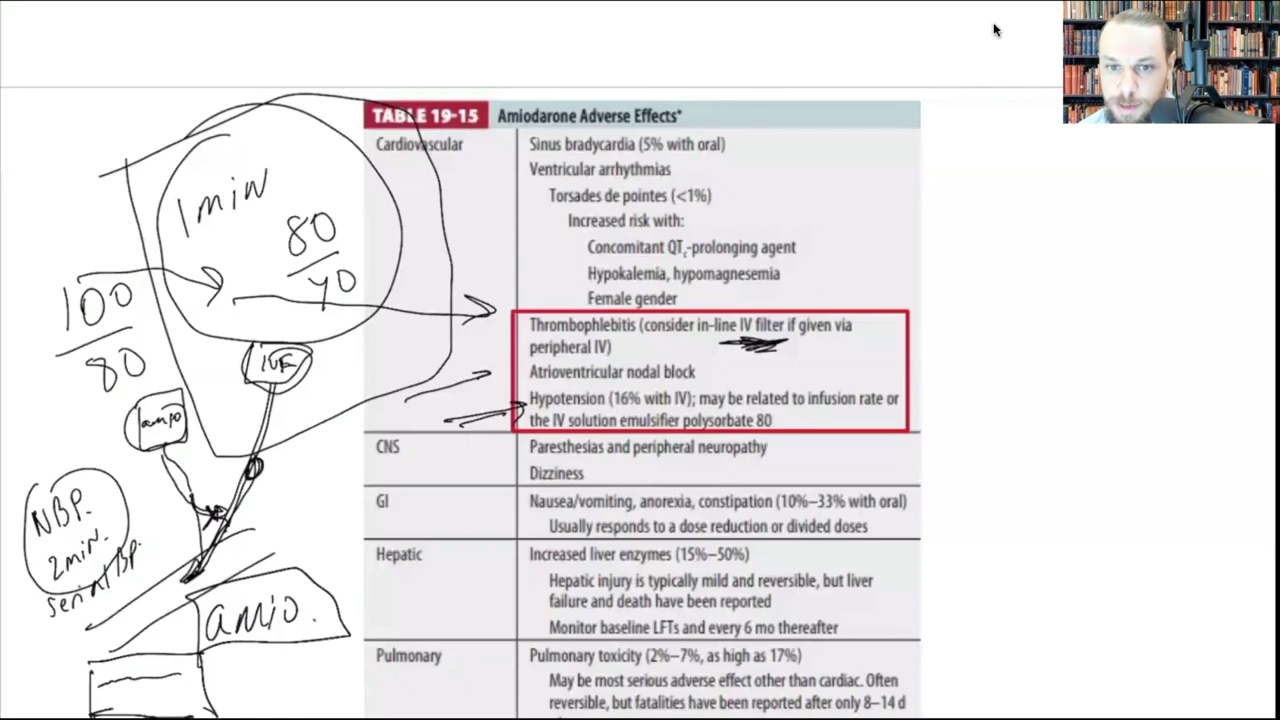 TABLE 19-15 Amiodarone Adverse Effects*
Cardiovascular Sinus bradycardia (5% with oral)
Ventricular arrhythmias
Torsades de pointes (<1%)
Increased risk with:
Concomitant QTc-prolonging agent
Hypokalemia, hypomagnesemia
Female gender
Thrombophlebitis (consider in-line IV filter if given via
peripheral IV)
Atrioventricular nodal block
Hypotension (16% with IV); may be related to infusion rate or
the IV solution emulsifier polysorbate 80
CNS Paresthesias and peripheral neuropathy
Dizziness
GI Nausea/vomiting, anorexia, constipation (10%–33% with oral)
Usually responds to a dose reduction or divided doses
Hepatic Increased liver enzymes (15%–50%)
Hepatic injury is typically mild and reversible, but liver
failure and death have been reported
Monitor baseline LFTs and every 6 mo thereafter
Pulmonary Pulmonary toxicity (2%–7%, as high as 17%)
May be most serious adverse effect other than cardiac. Often
reversible, but fatalities have been reported after only 8–14 d
1 min
80
40
100
80
IVF
amio
NBP.
2min.
serial BP.
amio.